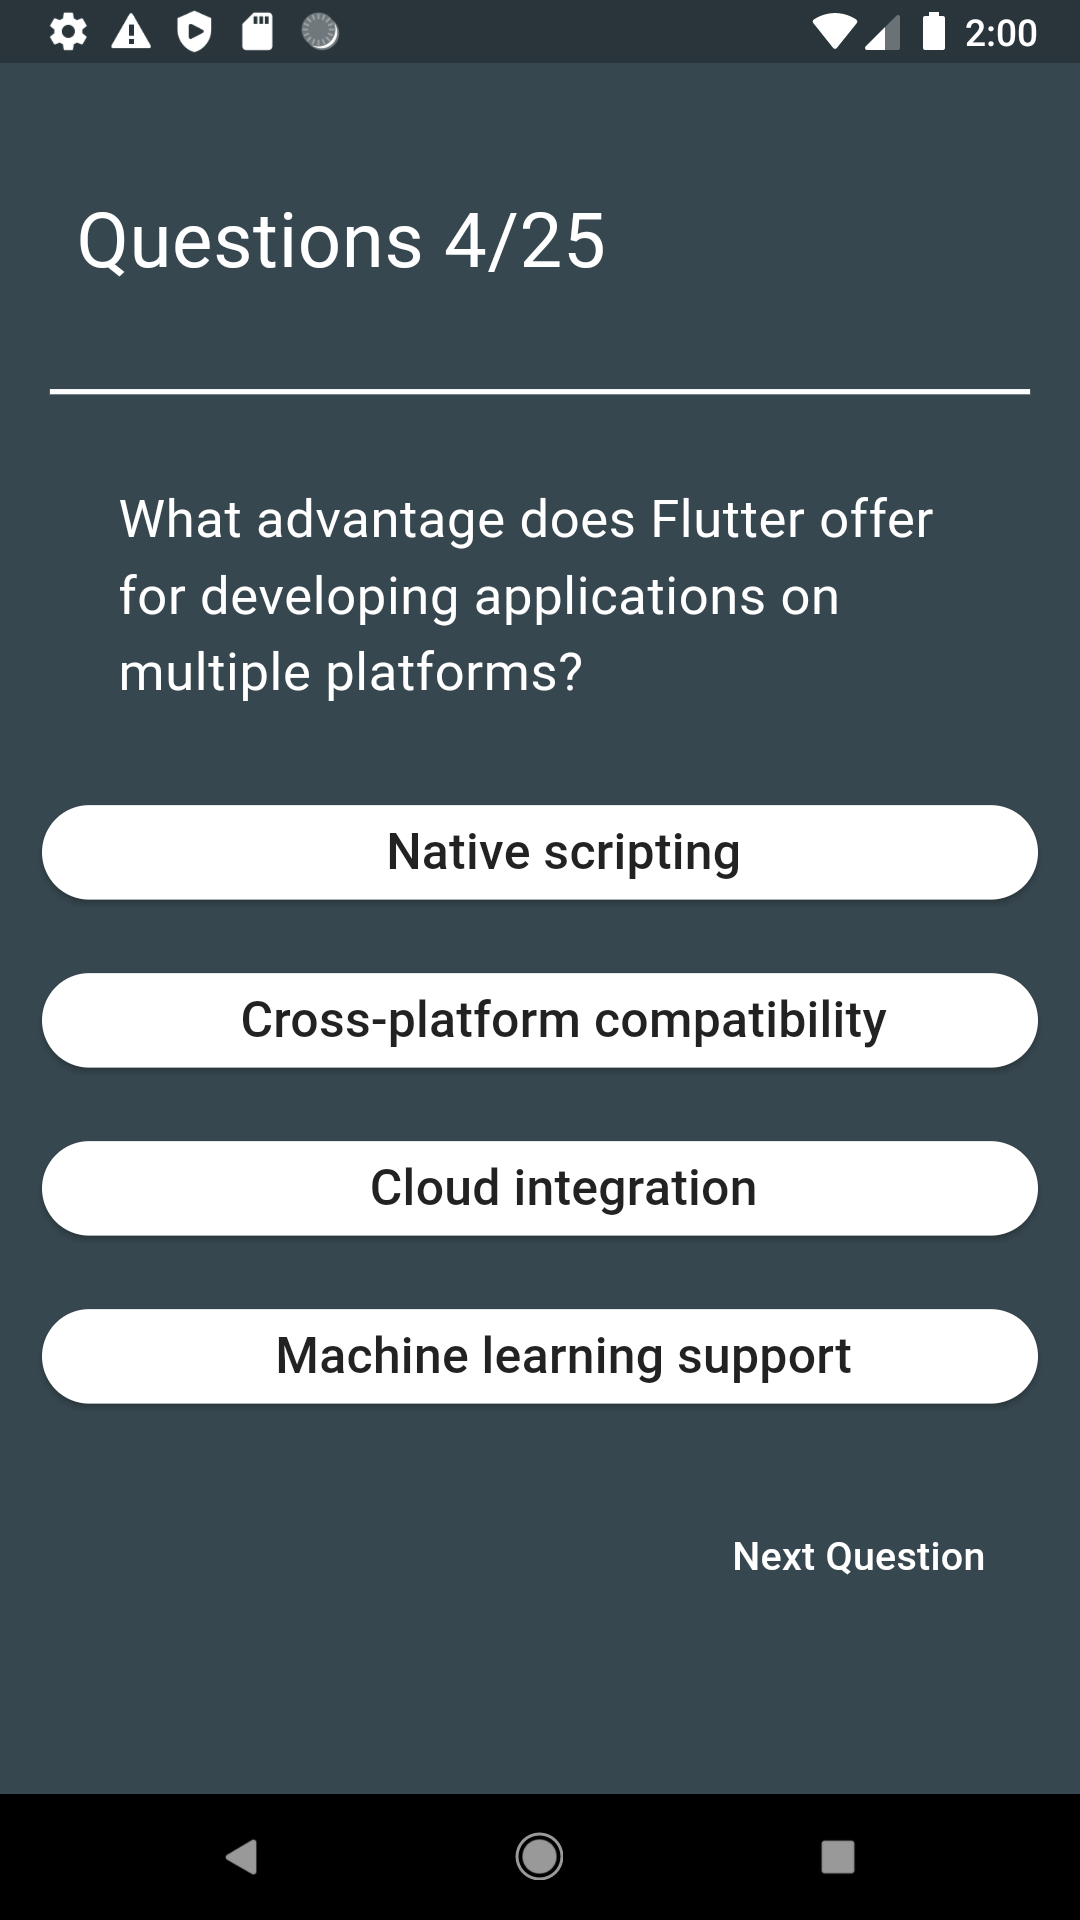 2:00
Questions 4/25
What advantage does Flutter offer
for developing applications on
multiple platforms?
Native scripting
Cross-platform compatibility
Cloud integration
Machine learning support
Next Question